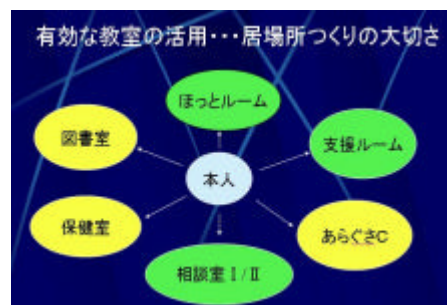 有効な教室の活用・・・居場所つくりの大切さ
ほっとルーム
図書室
支援ルーム
本人
保健室
あらぐさC
相談室Ⅰ/Ⅱ